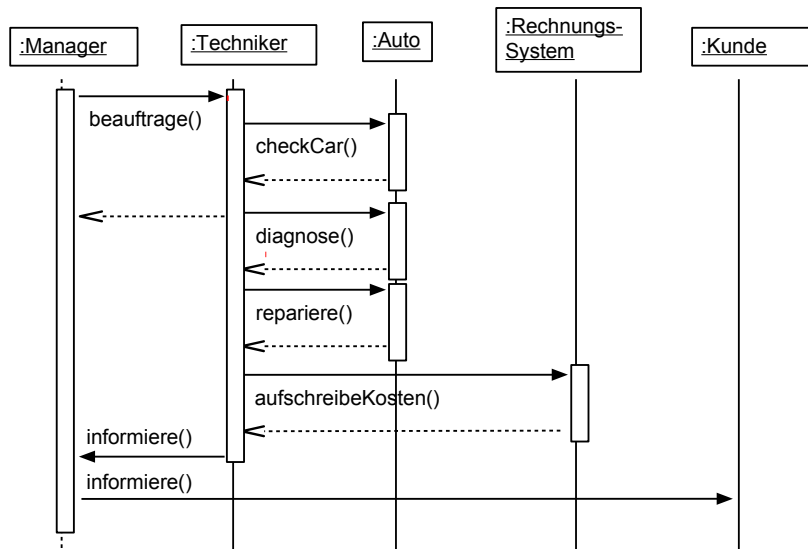 :Manager
:Techniker
:Auto
:Rechnungs-
System
:Kunde
beauftrage()
checkCar()
diagnose()
repariere()
aufschreibeKosten()
informiere()
informiere()